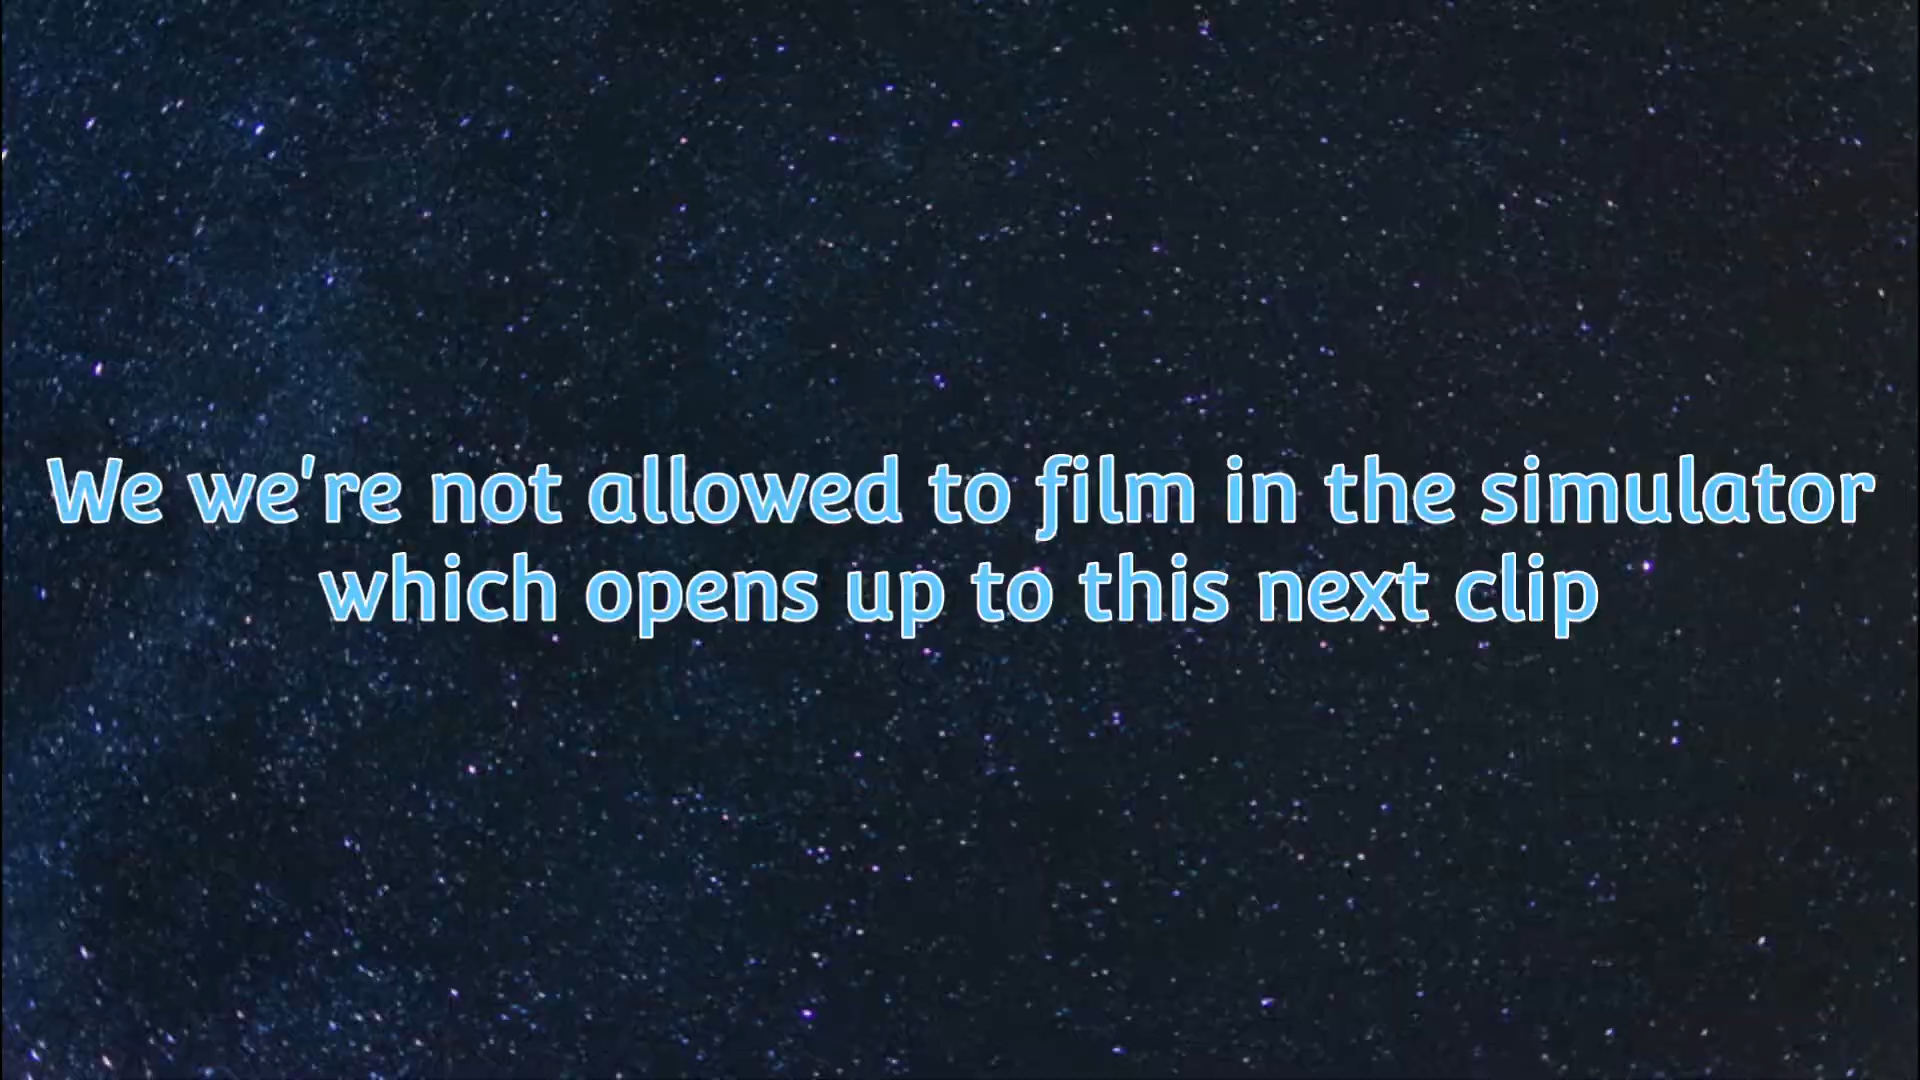 We we're not allowed to film in the simulator
which opens up to this next clip